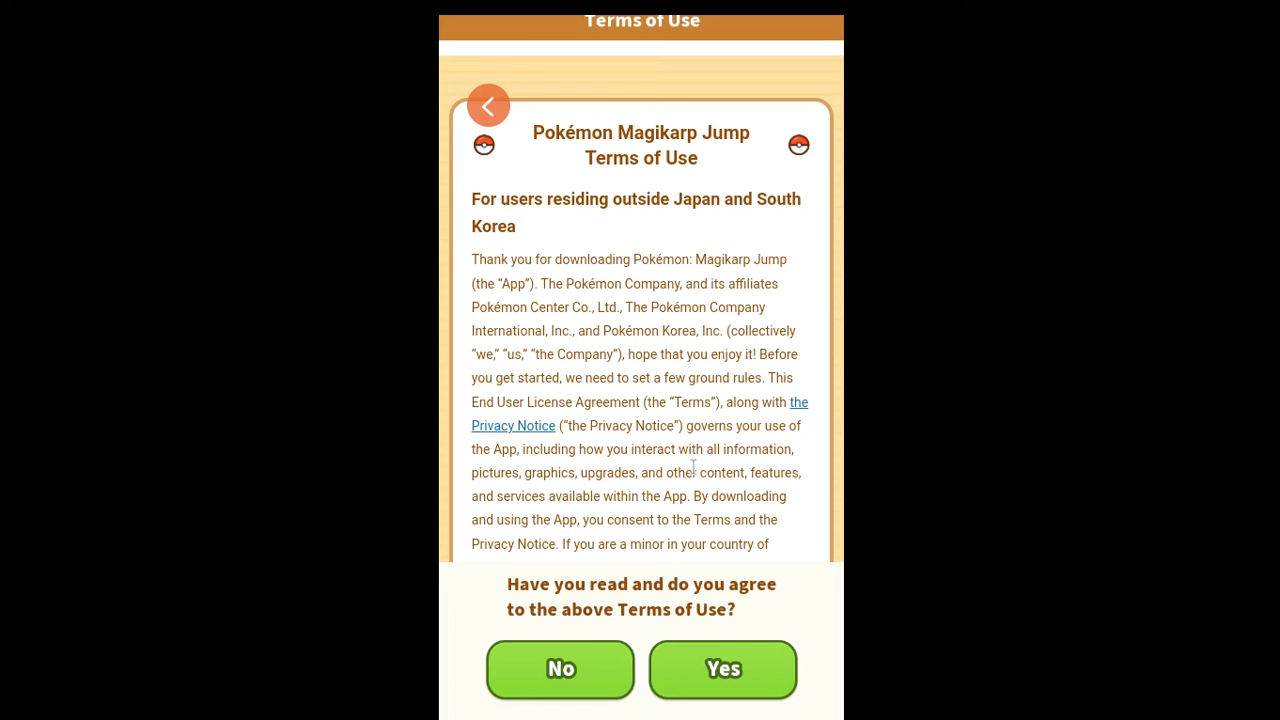 Terms of Use
Pokémon Magikarp Jump
Terms of Use
For users residing outside Japan and South
Korea
Thank you for downloading Pokémon: Magikarp Jump
(the “App”). The Pokémon Company, and its affiliates
Pokémon Center Co., Ltd., The Pokémon Company
International, Inc., and Pokémon Korea, Inc. (collectively
“we,” “us,” “the Company”), hope that you enjoy it! Before
you get started, we need to set a few ground rules. This
End User License Agreement (the “Terms”), along with the
Privacy Notice (“the Privacy Notice”) governs your use of
the App, including how you interact with all information,
pictures, graphics, upgrades, and other content, features,
and services available within the App. By downloading
and using the App, you consent to the Terms and the
Privacy Notice. If you are a minor in your country of
Have you read and do you agree
to the above Terms of Use?
No
Yes